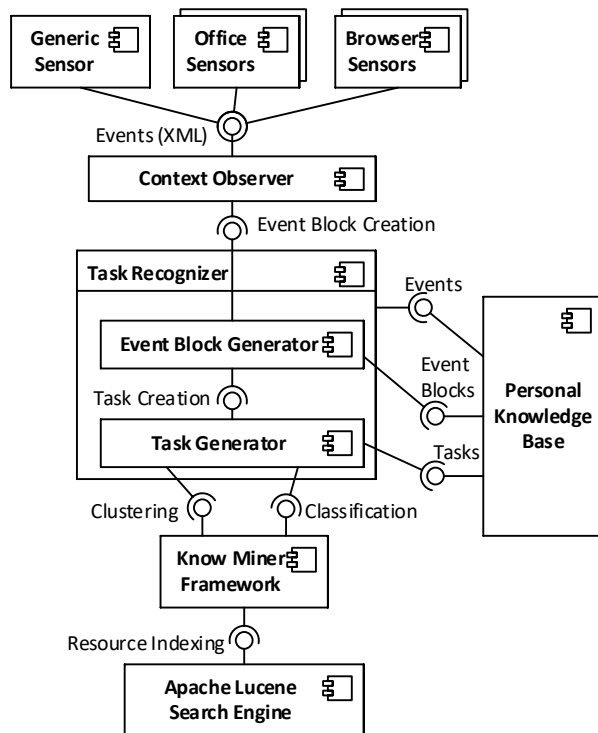 Generic
Sensor
Office
Sensors
Browser
Sensors
Events (XML)
Context Observer
Event Block Creation
Task Recognizer
Events
Event Block Generator
Event
Blocks
Personal
Knowledge
Base
Task Creation
Task Generator
Tasks
Clustering
Classification
Know Miner
Framework
Resource Indexing
Apache Lucene
Search Engine